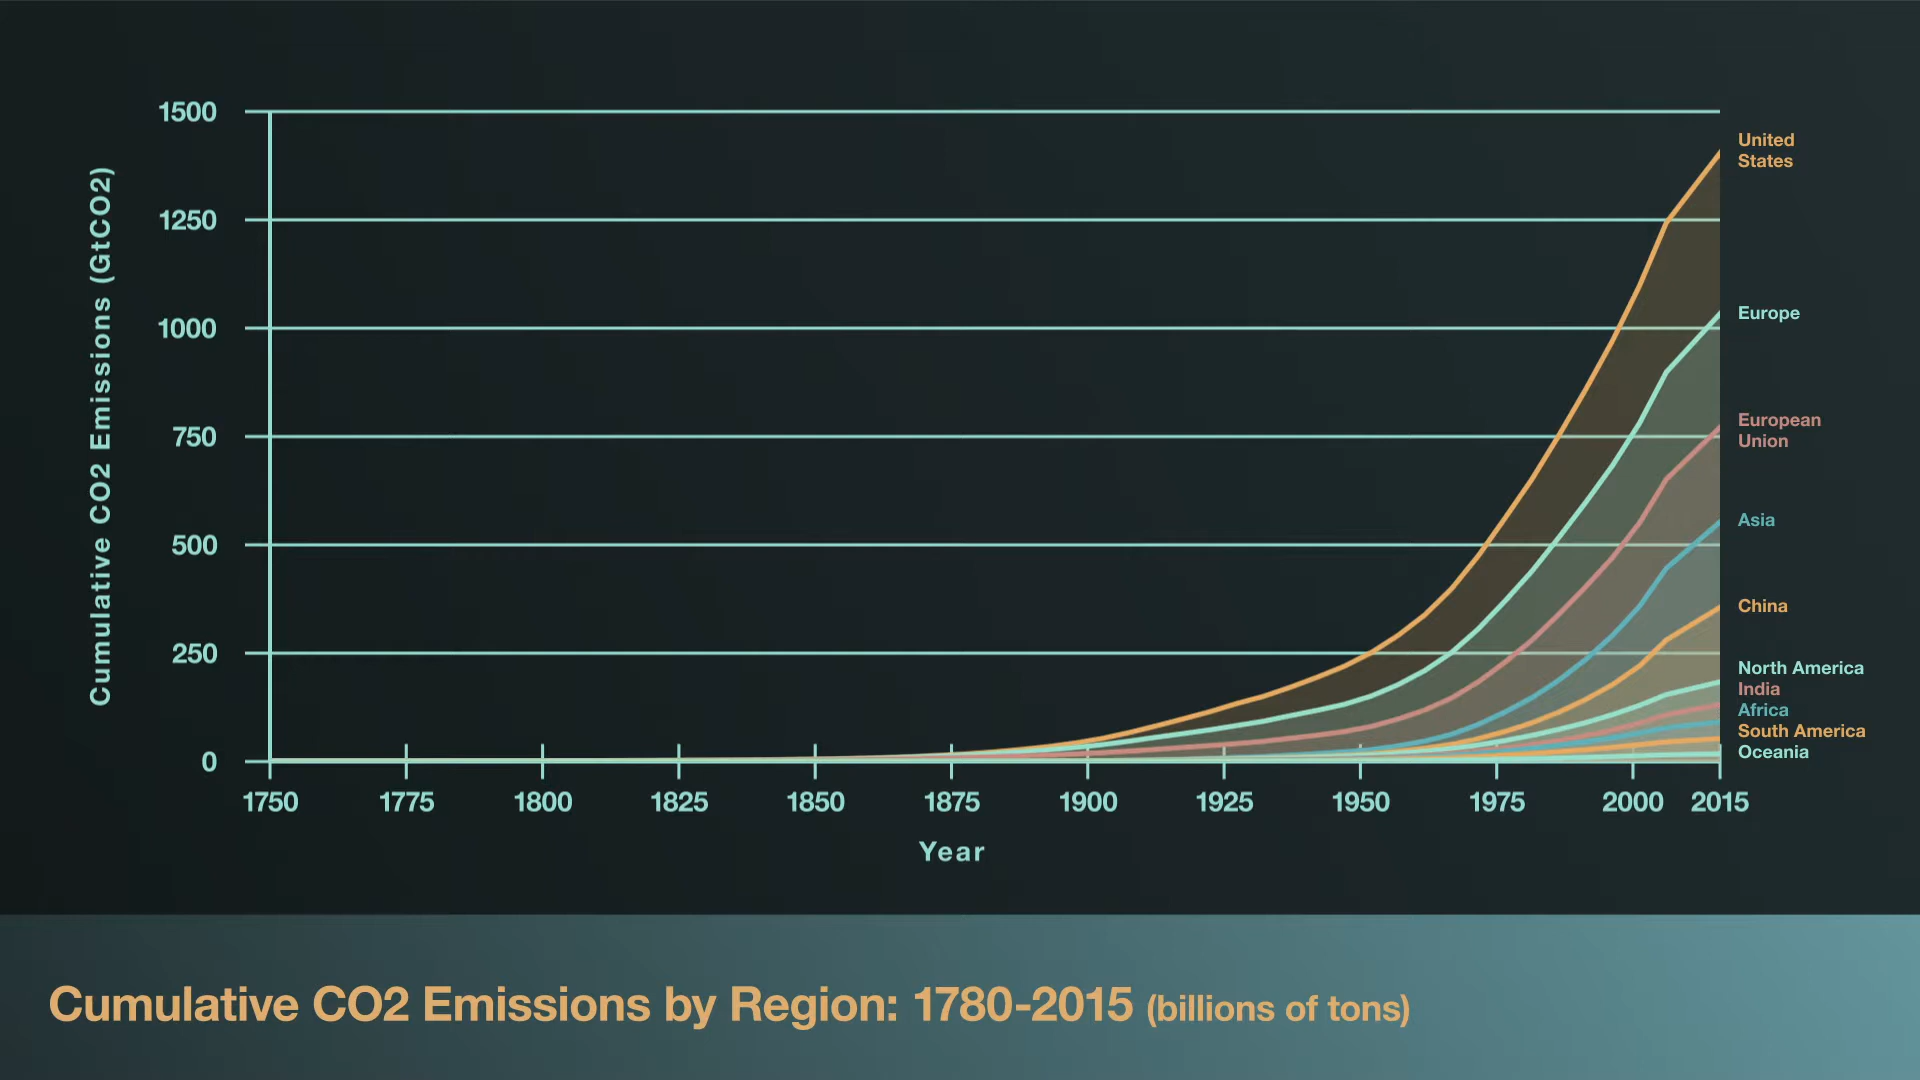 1500
1250
1000
750
500
250
0
Cumulative CO2 Emissions (GtCO2)
1750 1775 1800 1825 1850 1875 1900 1925 1950 1975 2000 2015
Year
United
States
Europe
European
Union
Asia
China
North America
India
Africa
South America
Oceania
Cumulative CO2 Emissions by Region: 1780-2015 (billions of tons)